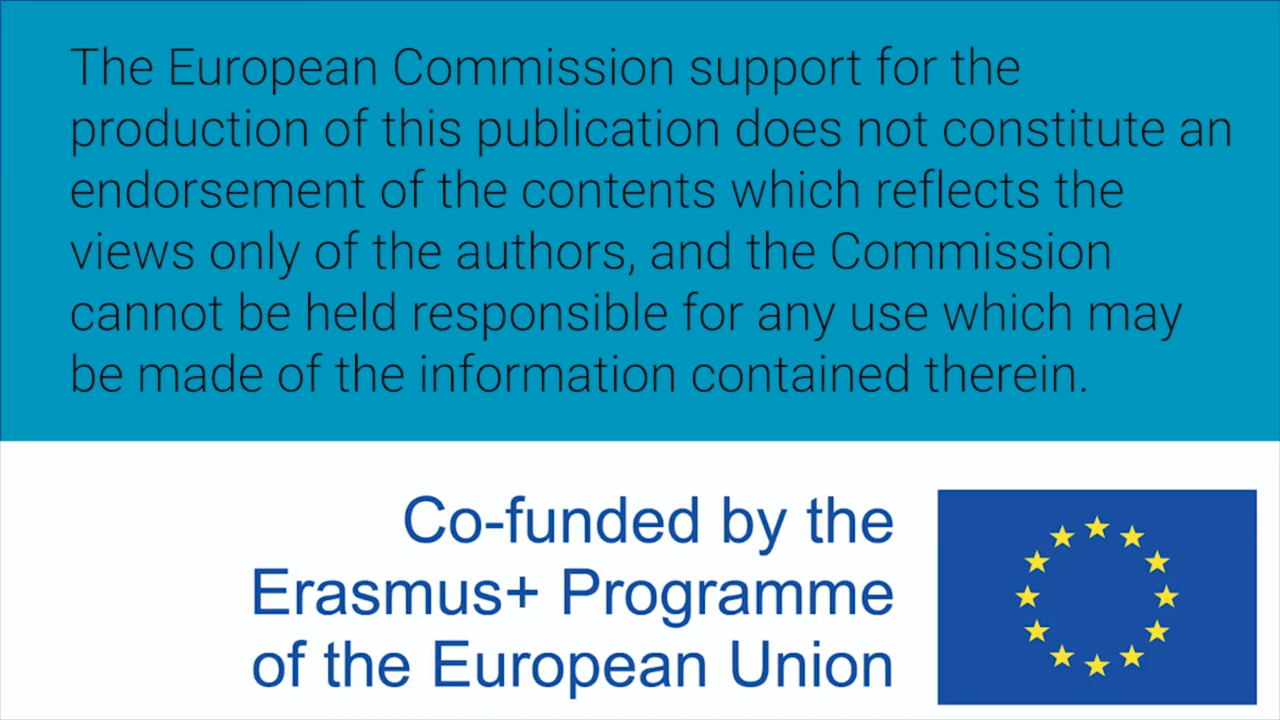 The European Commission support for the
production of this publication does not constitute an
endorsement of the contents which reflects the
views only of the authors, and the Commission
cannot be held responsible for any use which may
be made of the information contained therein.
Co-funded by the
Erasmus+ Programme
of the European Union